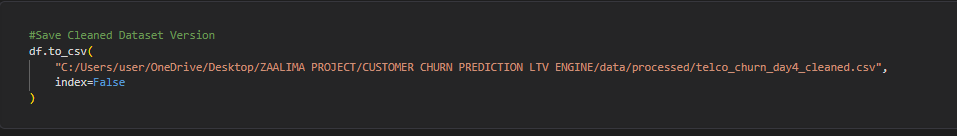 #Save Cleaned Dataset Version
df.to_csv(
    "C:/Users/user/OneDrive/Desktop/ZAALIMA PROJECT/CUSTOMER CHURN PREDICTION LTV ENGINE/data/processed/telco_churn_day4_cleaned.csv",
    index=False
)